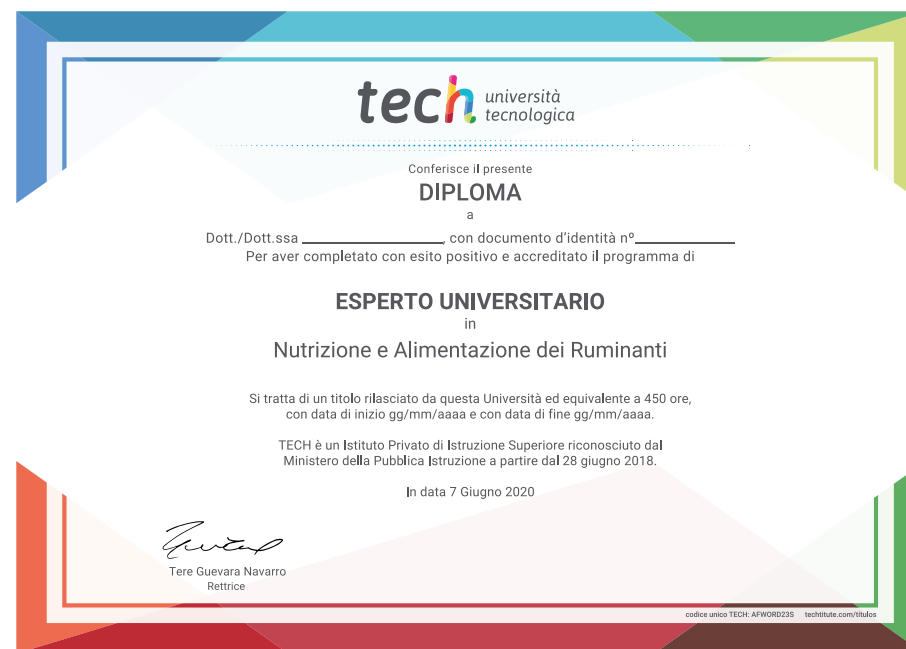 tech università
tecnologica
Conferisce il presente
DIPLOMA
a
Dott./Dott.ssa ____________________, con documento d'identità nº______________
Per aver completato con esito positivo e accreditato il programma di
ESPERTO UNIVERSITARIO
in
Nutrizione e Alimentazione dei Ruminanti
Si tratta di un titolo rilasciato da questa Università ed equivalente a 450 ore,
con data di inizio gg/mm/aaaa e con data di fine gg/mm/aaaa.
TECH è un Istituto Privato di Istruzione Superiore riconosciuto dal
Ministero della Pubblica Istruzione a partire dal 28 giugno 2018.
In data 7 Giugno 2020
Tere Guevara Navarro
Rettrice
codice unico TECH: AFWORD23S techtitute.com/titulos